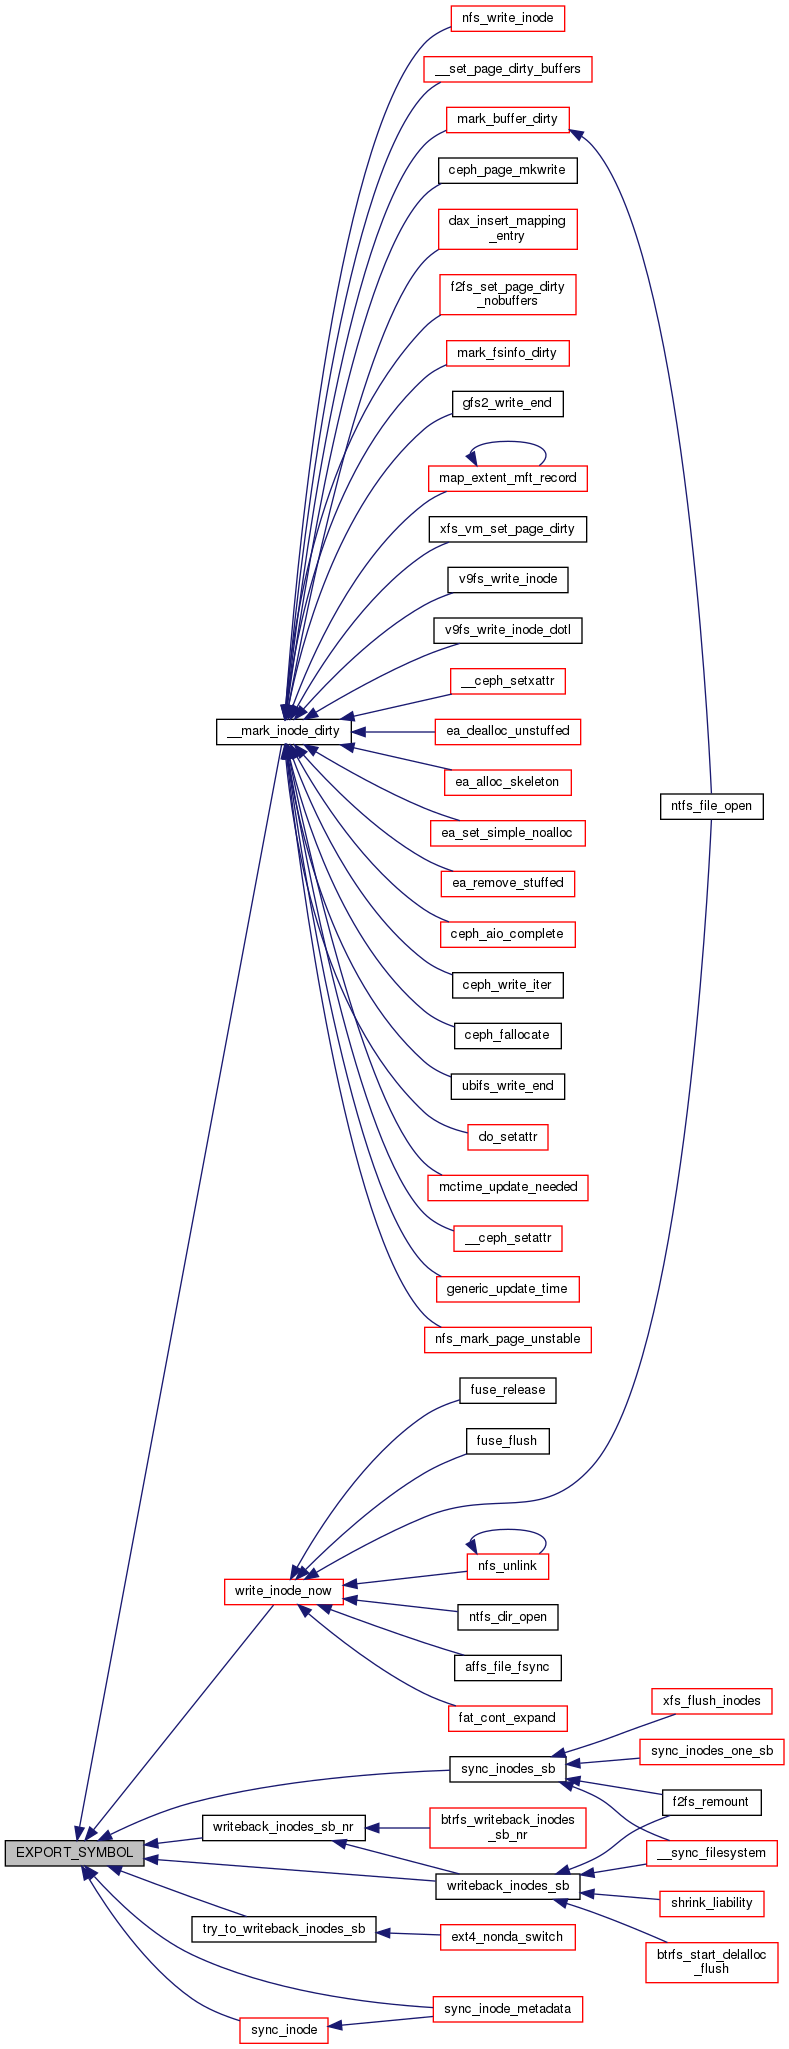 nfs_write_inode
__set_page_dirty_buffers
mark_buffer_dirty
ceph_page_mkwrite
dax_insert_mapping
_entry
f2fs_set_page_dirty
_nobuffers
mark_fsinfo_dirty
gfs2_write_end
map_extent_mft_record
xfs_vm_set_page_dirty
v9fs_write_inode
v9fs_write_inode_dotl
__ceph_setxattr
__mark_inode_dirty
ea_dealloc_unstuffed
ea_alloc_skeleton
ntfs_file_open
ea_set_simple_noalloc
ea_remove_stuffed
ceph_aio_complete
ceph_write_iter
ceph_fallocate
ubifs_write_end
do_setattr
mctime_update_needed
__ceph_setattr
generic_update_time
nfs_mark_page_unstable
fuse_release
fuse_flush
nfs_unlink
write_inode_now
ntfs_dir_open
affs_file_fsync
fat_cont_expand
xfs_flush_inodes
sync_inodes_one_sb
sync_inodes_sb
f2fs_remount
writeback_inodes_sb_nr
btrfs_writeback_inodes
_sb_nr
EXPORT_SYMBOL
__sync_filesystem
writeback_inodes_sb
shrink_liability
try_to_writeback_inodes_sb
ext4_nonda_switch
btrfs_start_delalloc
_flush
sync_inode_metadata
sync_inode